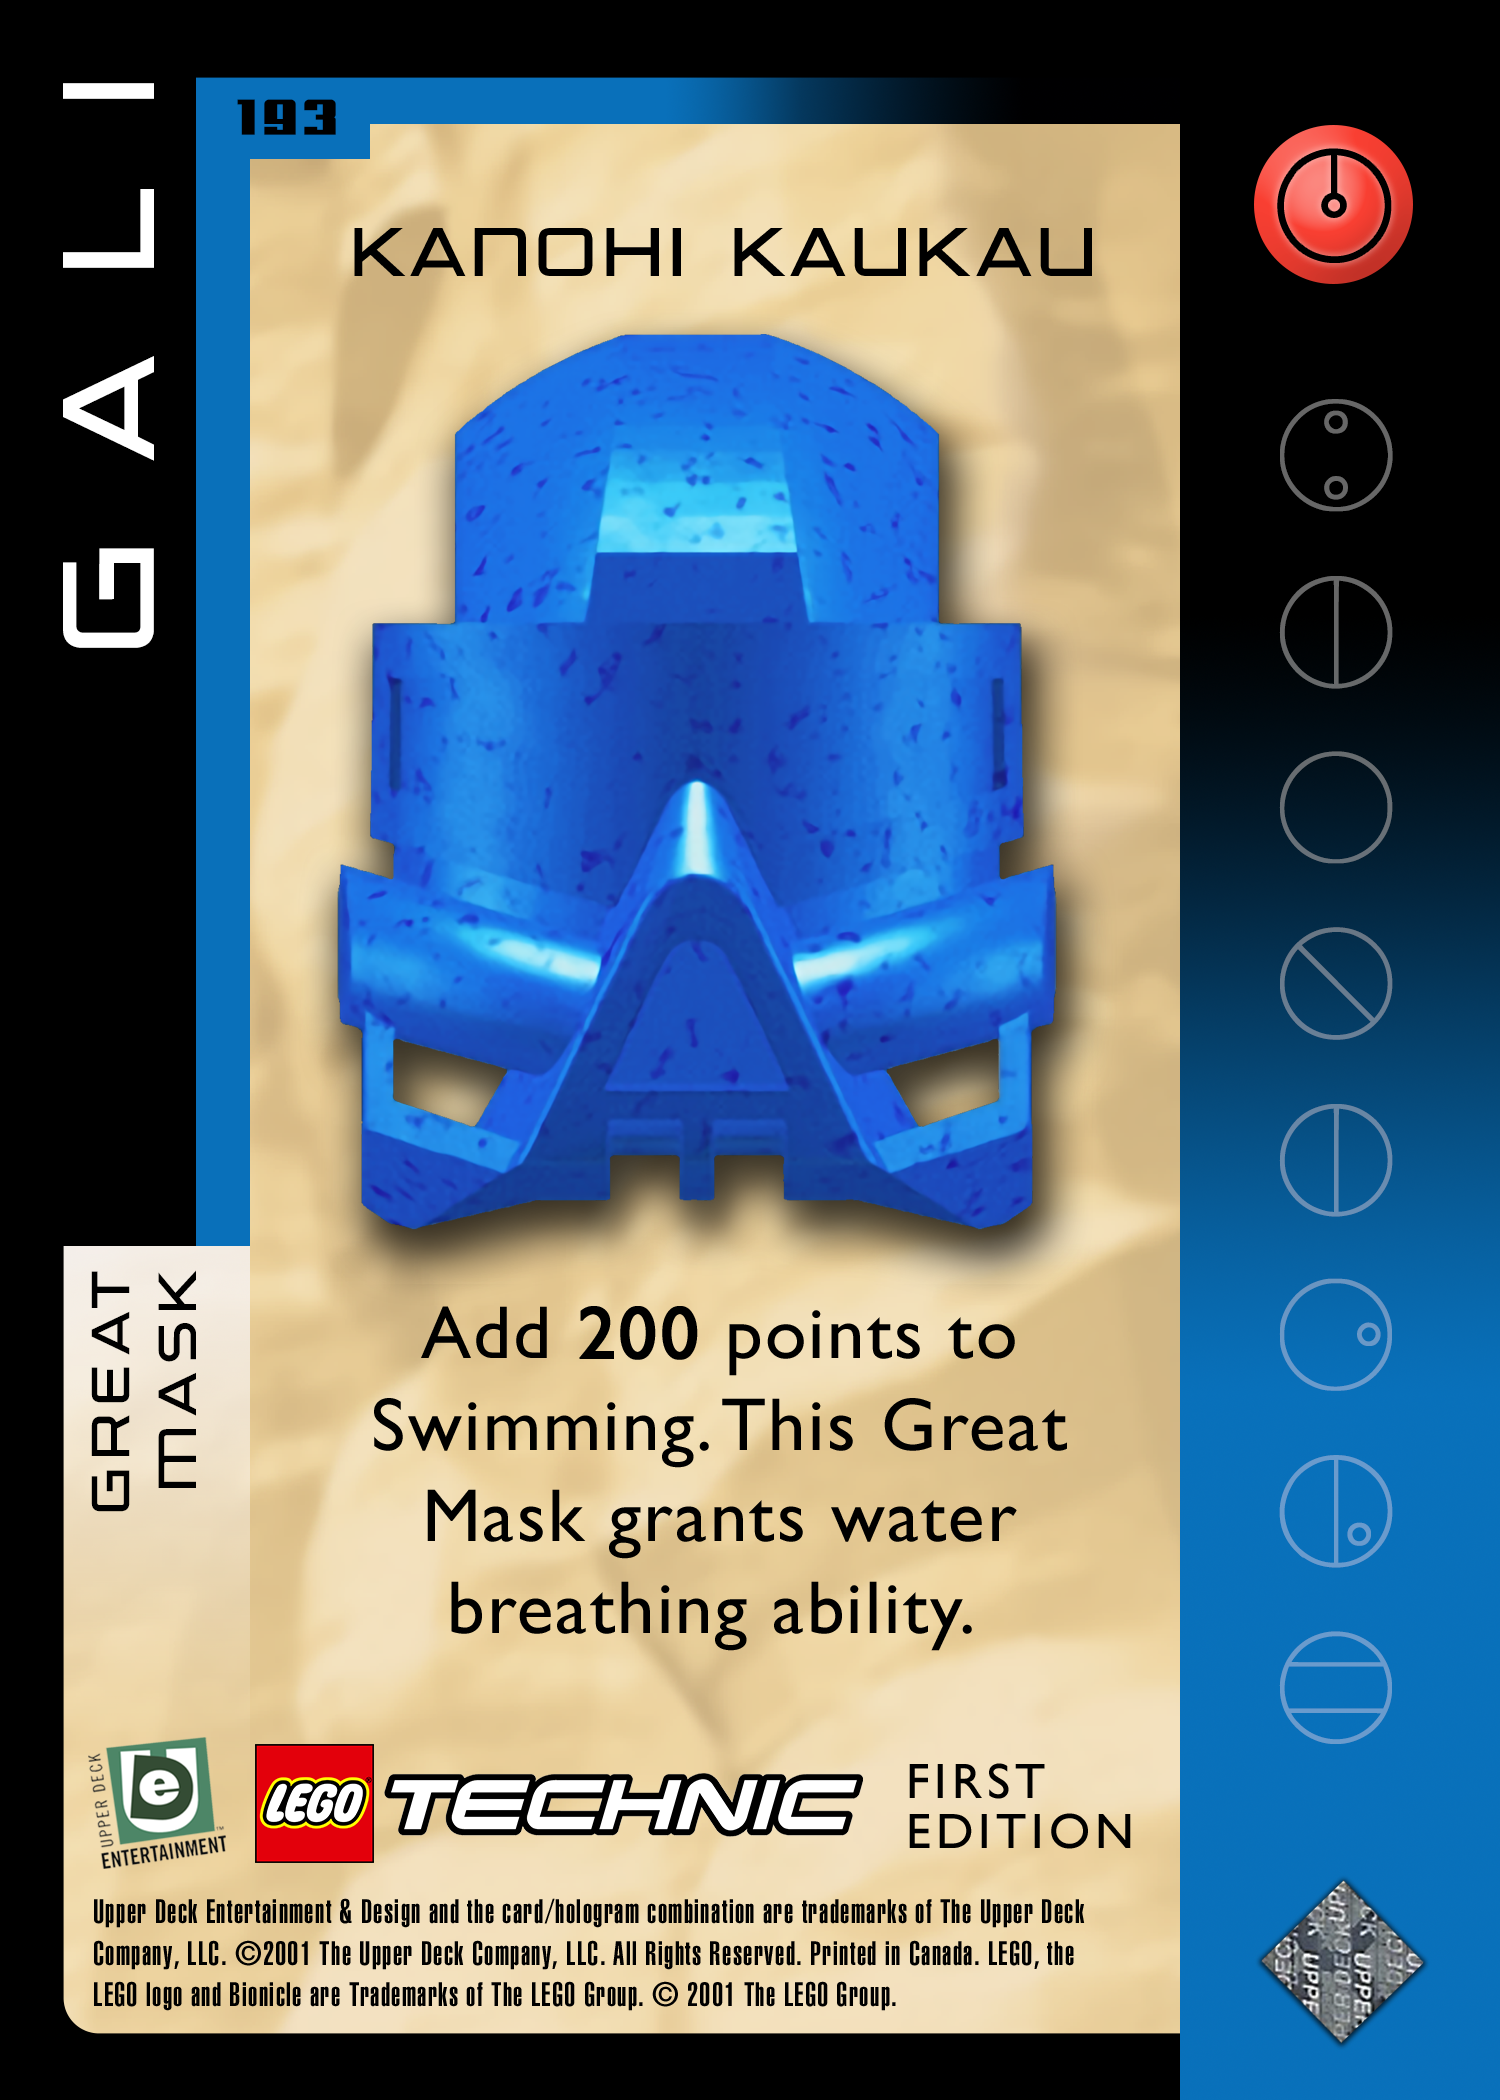 GALI
193
KANOHI KAUKAU
GREAT
MASK
Add 200 points to
Swimming. This Great
Mask grants water
breathing ability.
UPPER DECK
e
ENTERTAINMENT
LEGO TECHNIC
FIRST
EDITION
Upper Deck Entertainment & Design and the card/hologram combination are trademarks of The Upper Deck
Company, LLC. ©2001 The Upper Deck Company, LLC. All Rights Reserved. Printed in Canada. LEGO, the
LEGO logo and Bionicle are Trademarks of The LEGO Group. © 2001 The LEGO Group.